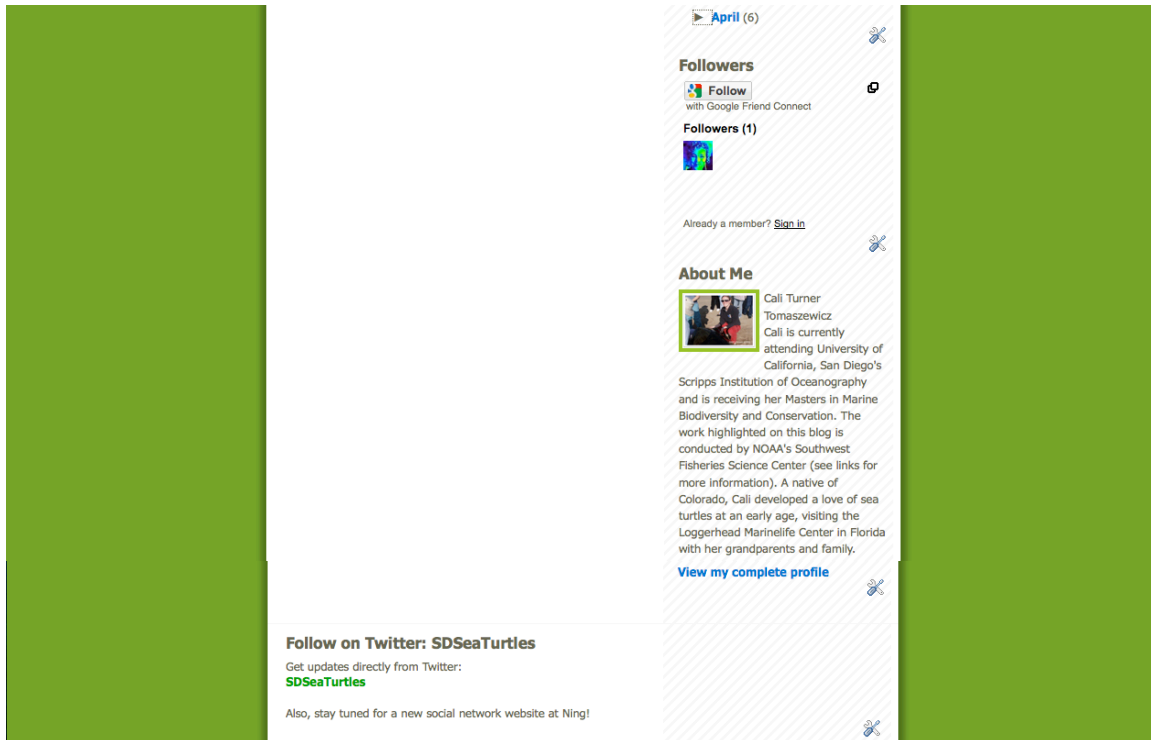 ► April (6)
Followers
Follow
with Google Friend Connect
Followers (1)
Already a member? Sign in
About Me
Cali Turner
Tomaszewicz
Cali is currently
attending University of
California, San Diego's
Scripps Institution of Oceanography
and is receiving her Masters in Marine
Biodiversity and Conservation. The
work highlighted on this blog is
conducted by NOAA's Southwest
Fisheries Science Center (see links for
more information). A native of
Colorado, Cali developed a love of sea
turtles at an early age, visiting the
Loggerhead Marinelife Center in Florida
with her grandparents and family.
View my complete profile
Follow on Twitter: SDSeaTurtles
Get updates directly from Twitter:
SDSeaTurtles
Also, stay tuned for a new social network website at Ning!